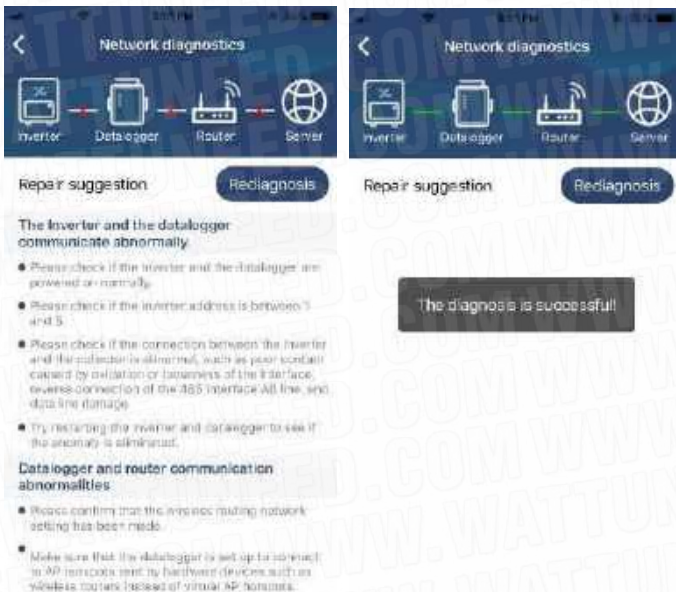 Network diagnostics
Inverter Datalogger Router Server
Repair suggestion
Rediagnosis
The Inverter and the datalogger
communicate abnormally
Please check if the inverter and the datalogger are
powered on normally.
Please check if the inverter address is between 1
and 5
Please check if the connection between the inverter
and the collector is abnormal, such as poor contact
caused by oxidation or looseness of the interface,
reverse connection of the 485 interface AB line, and
data line damage
Try restarting the inverter and datalogger to see if
the anomaly is eliminated.
Datalogger and router communication
abnormalities
Please confirm that the wireless routing network
setting has been made
Make sure that the datalogger is set up to connect
to AP hotspots sent by hardware devices such as
wireless routers instead of virtual AP hotspots.
Network diagnostics
Inverter Datalogger Router Server
Repair suggestion
Rediagnosis
The diagnosis is successful!